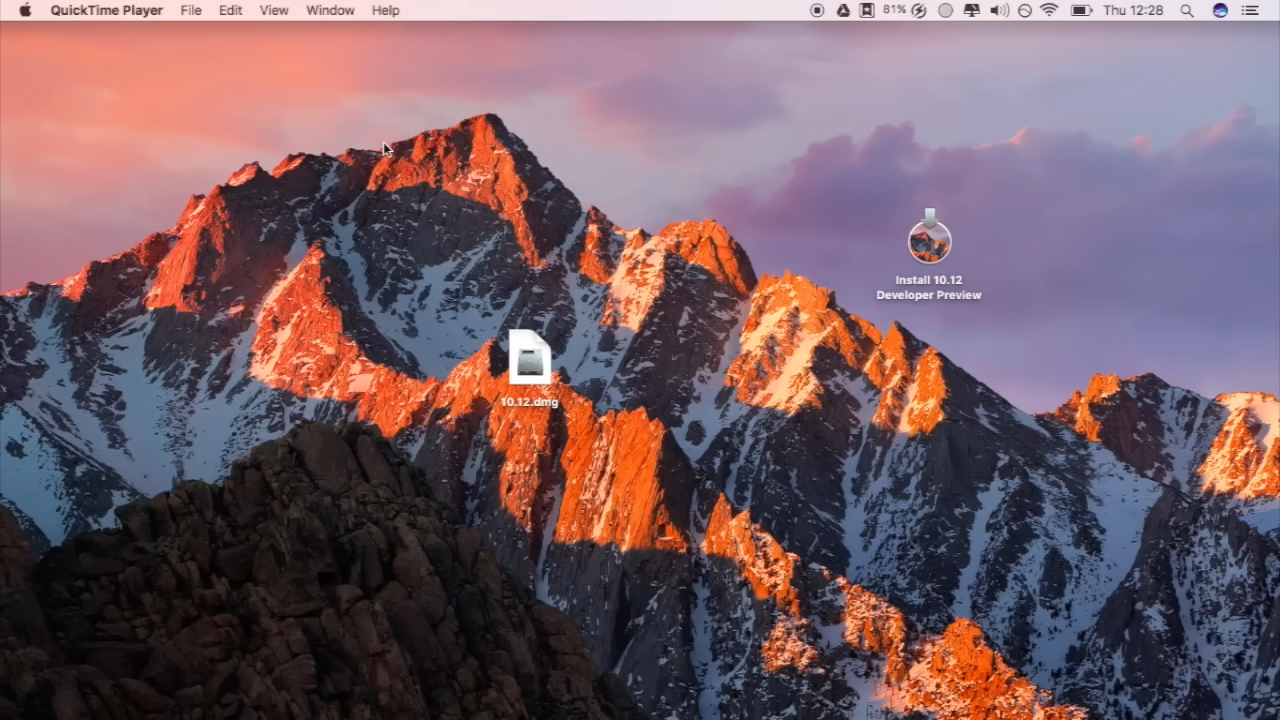 QuickTime Player File Edit View Window Help 81% Thu 12:28
Install 10.12
Developer Preview
10.12.dmg